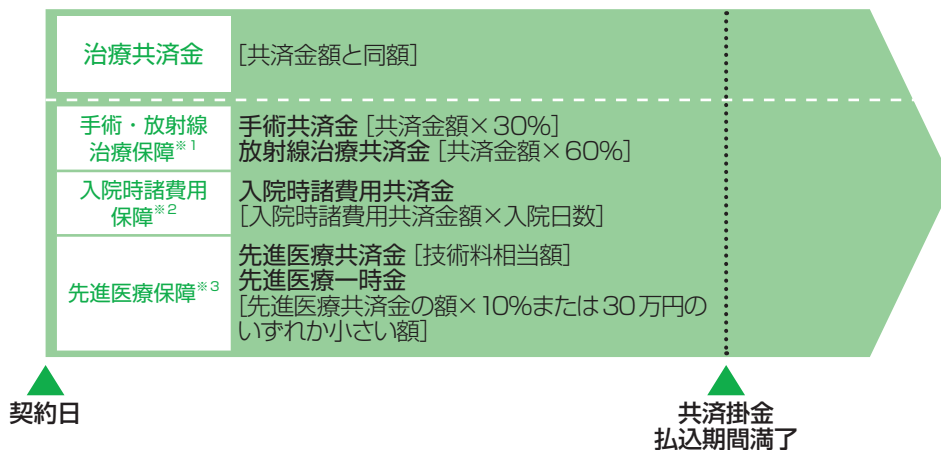 治療共済金 [共済金額と同額]
手術・放射線
治療保障※1
手術共済金 [共済金額×30%]
放射線治療共済金 [共済金額×60%]
入院時諸費用
保障※2
入院時諸費用共済金
[入院時諸費用共済金額×入院日数]
先進医療保障※3
先進医療共済金 [技術料相当額]
先進医療一時金
[先進医療共済金の額×10%または30万円の
いずれか小さい額]
契約日
共済掛金
払込期間満了